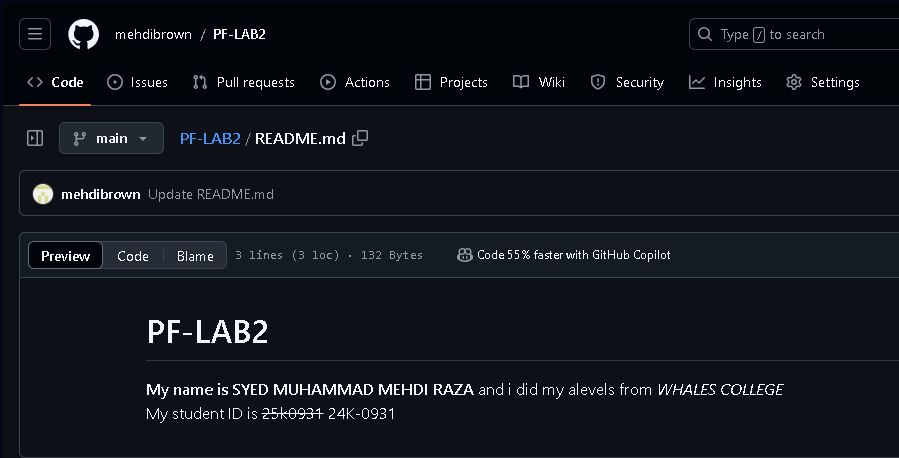 mehdibrown / PF-LAB2
Type / to search
Code Issues Pull requests Actions Projects Wiki Security Insights Settings
main PF-LAB2 / README.md
mehdibrown Update README.md
Preview Code Blame 3 lines (3 loc) · 132 Bytes Code 55% faster with GitHub Copilot
PF-LAB2
My name is SYED MUHAMMAD MEHDI RAZA and i did my alevels from WHALES COLLEGE
My student ID is 25k0931 24K-0931